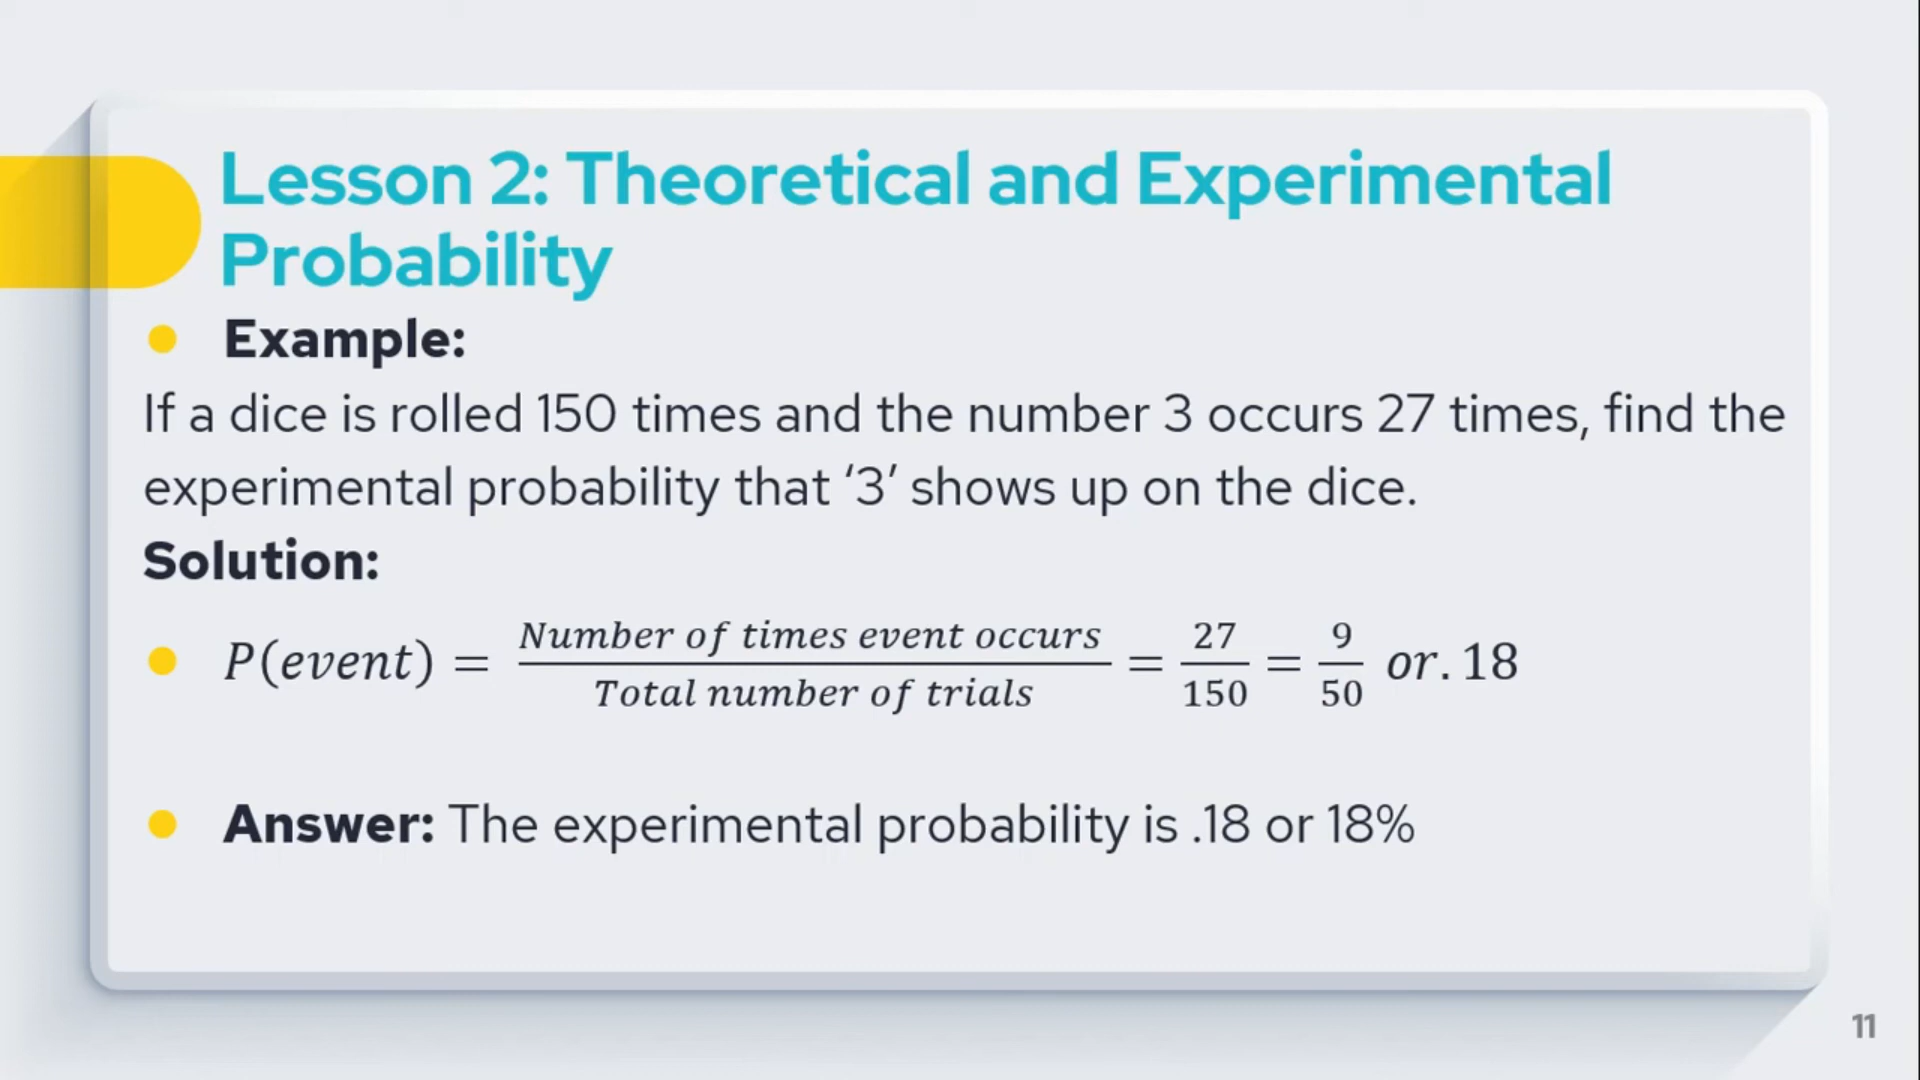 Lesson 2: Theoretical and Experimental
Probability
Example:
If a dice is rolled 150 times and the number 3 occurs 27 times, find the
experimental probability that ‘3’ shows up on the dice.
Solution:
P(event) = Number of times event occurs / Total number of trials = 27/150 = 9/50 or. 18
Answer: The experimental probability is .18 or 18%
11